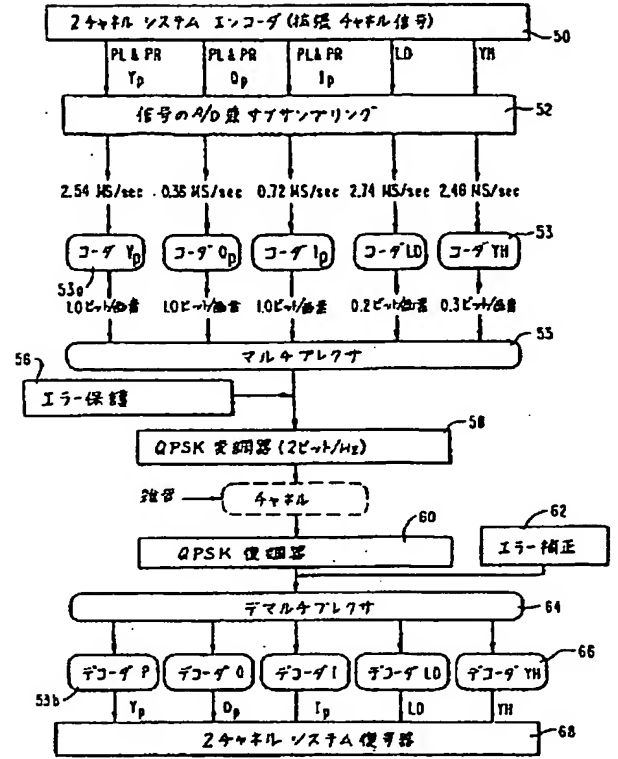 2チャネル システム エンコーダ (拡張 チャネル信号)
50
PL & PR PL & PR PL & PR LD YH
Yp Qp Ip
信号のA/D兼サブサンプリング
52
2.54 MS/sec 0.36 MS/sec 0.72 MS/sec 2.74 MS/sec 2.46 MS/sec
コーダ Yp コーダ Qp コーダ Ip コーダ LD コーダ YH
53
53a
1.0ビット/画素 1.0ビット/画素 1.0ビット/画素 0.2ビット/画素 0.3ビット/画素
55
マルチプレクサ
56
エラー保護
58
QPSK 変調器 (2ビット/Hz)
雑音
チャネル
60
62
QPSK 復調器
エラー補正
デマルチプレクサ
64
デコーダ P デコーダ Q デコーダ I デコーダ LD デコーダ YH
66
53b
Yp Qp Ip LD YH
2チャネル システム復号器
68